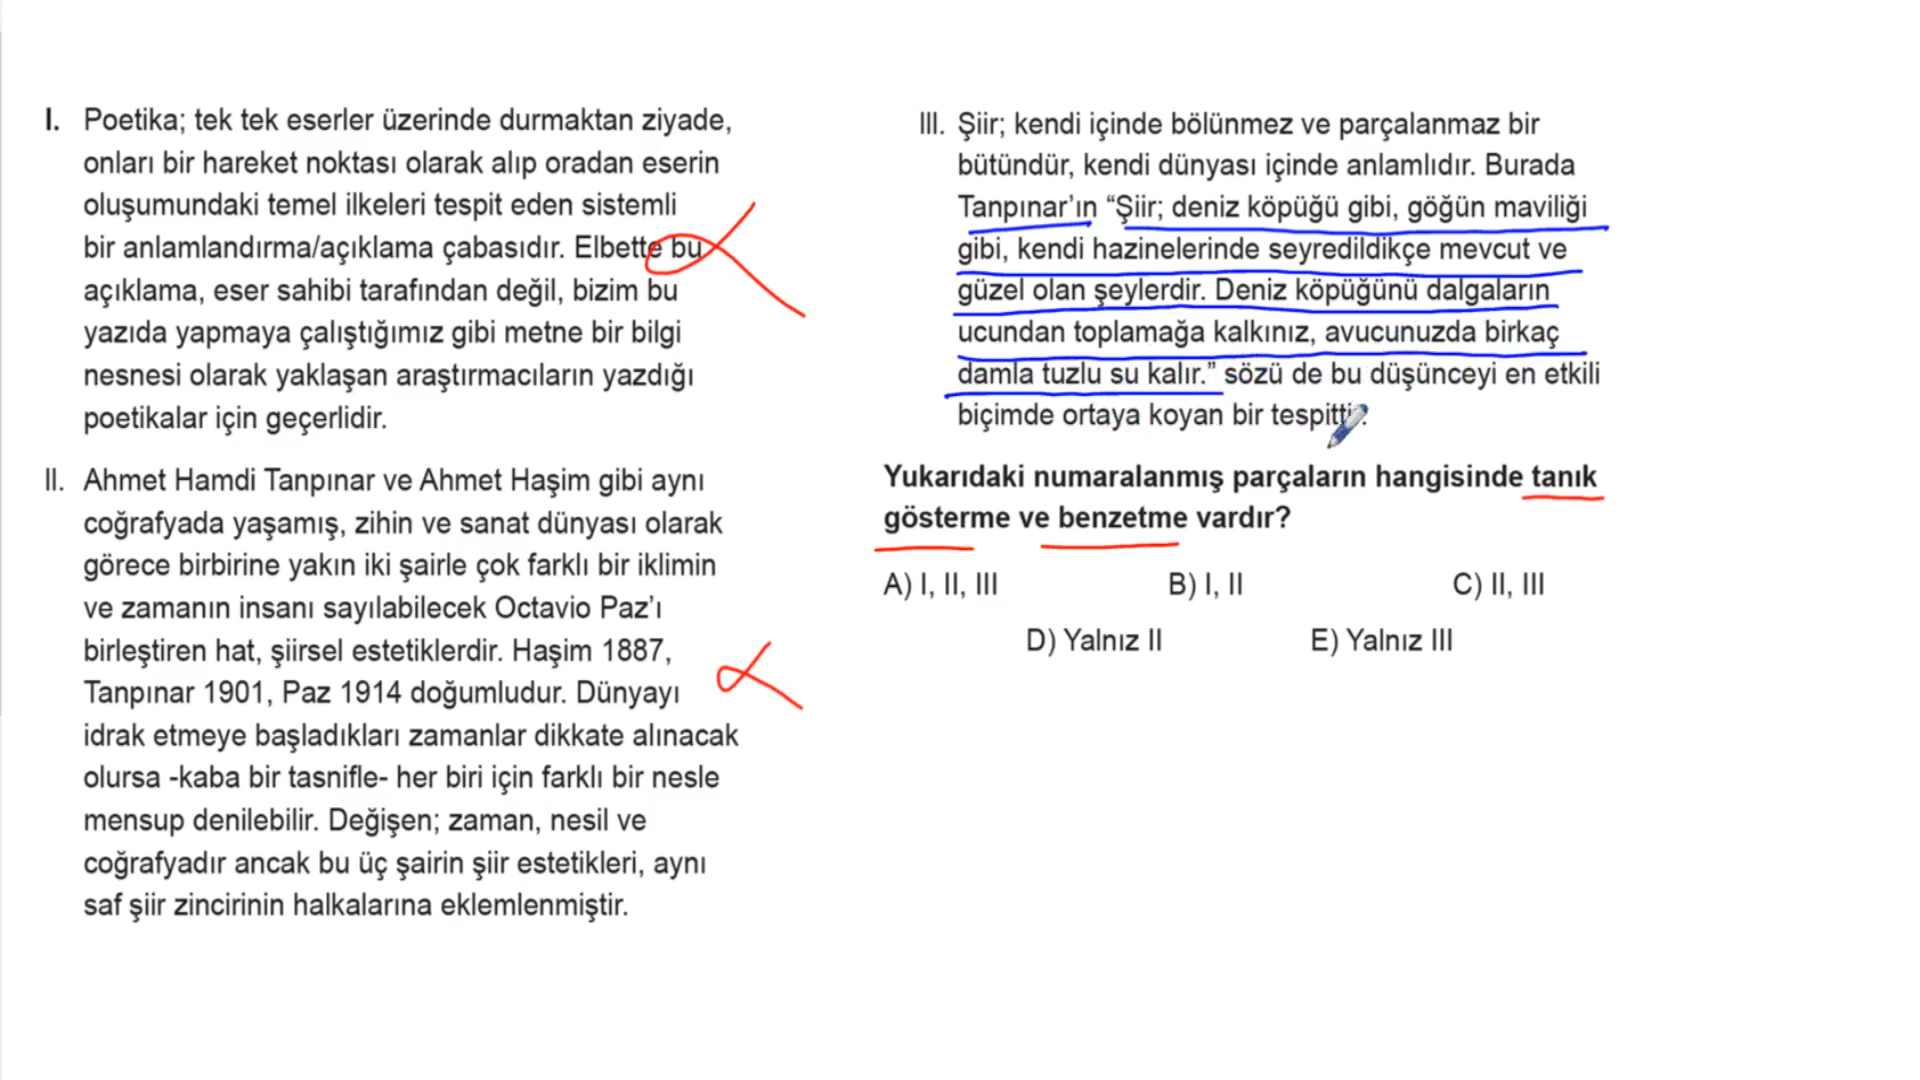 I. Poetika; tek tek eserler üzerinde durmaktan ziyade,
onları bir hareket noktası olarak alıp oradan eserin
oluşumundaki temel ilkeleri tespit eden sistemli
bir anlamlandırma/açıklama çabasıdır. Elbette bu
açıklama, eser sahibi tarafından değil, bizim bu
yazıda yapmaya çalıştığımız gibi metne bir bilgi
nesnesi olarak yaklaşan araştırmacıların yazdığı
poetikalar için geçerlidir.
II. Ahmet Hamdi Tanpınar ve Ahmet Haşim gibi aynı
coğrafyada yaşamış, zihin ve sanat dünyası olarak
görece birbirine yakın iki şairle çok farklı bir iklimin
ve zamanın insanı sayılabilecek Octavio Paz’ı
birleştiren hat, şiirsel estetiklerdir. Haşim 1887,
Tanpınar 1901, Paz 1914 doğumludur. Dünyayı
idrak etmeye başladıkları zamanlar dikkate alınacak
olursa -kaba bir tasnifle- her biri için farklı bir nesle
mensup denilebilir. Değişen; zaman, nesil ve
coğrafyadır ancak bu üç şairin şiir estetikleri, aynı
saf şiir zincirinin halkalarına eklemlenmiştir.
III. Şiir; kendi içinde bölünmez ve parçalanmaz bir
bütündür, kendi dünyası içinde anlamlıdır. Burada
Tanpınar’ın “Şiir; deniz köpüğü gibi, göğün maviliği
gibi, kendi hazinelerinde seyredildikçe mevcut ve
güzel olan şeylerdir. Deniz köpüğünü dalgaların
ucundan toplamağa kalkınız, avucunuzda birkaç
damla tuzlu su kalır.” sözü de bu düşünceyi en etkili
biçimde ortaya koyan bir tespittir.
Yukarıdaki numaralanmış parçaların hangisinde tanık
gösterme ve benzetme vardır?
A) I, II, III B) I, II C) II, III
D) Yalnız II E) Yalnız III